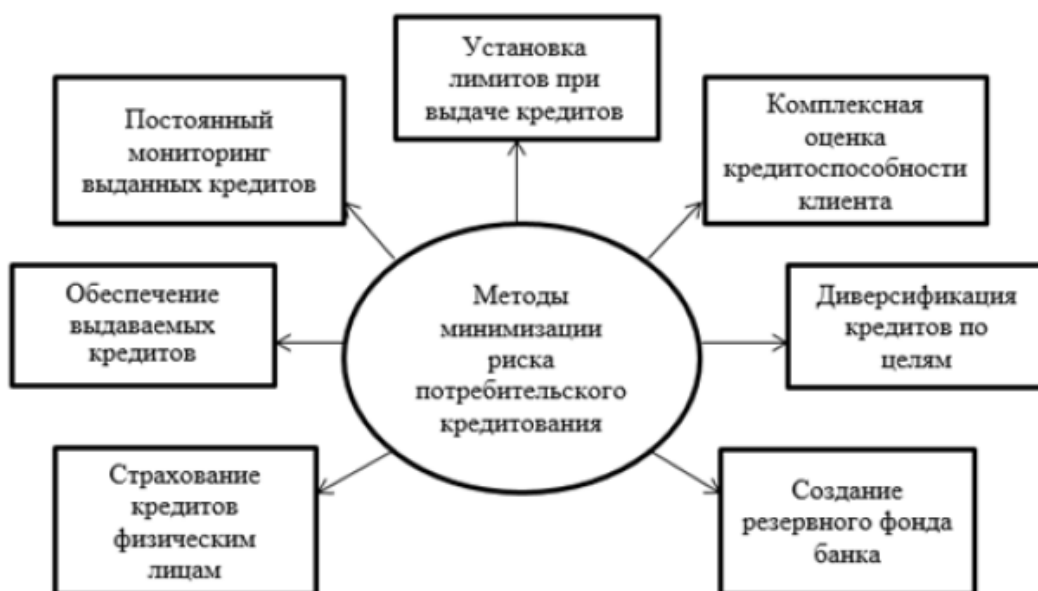 Установка
лимитов при
выдаче кредитов
Постоянный
мониторинг
выданных кредитов
Комплексная
оценка
кредитоспособности
клиента
Обеспечение
выдаваемых
кредитов
Методы
минимизации
риска
потребительского
кредитования
Диверсификация
кредитов по
целям
Страхование
кредитов
физическим
лицам
Создание
резервного фонда
банка